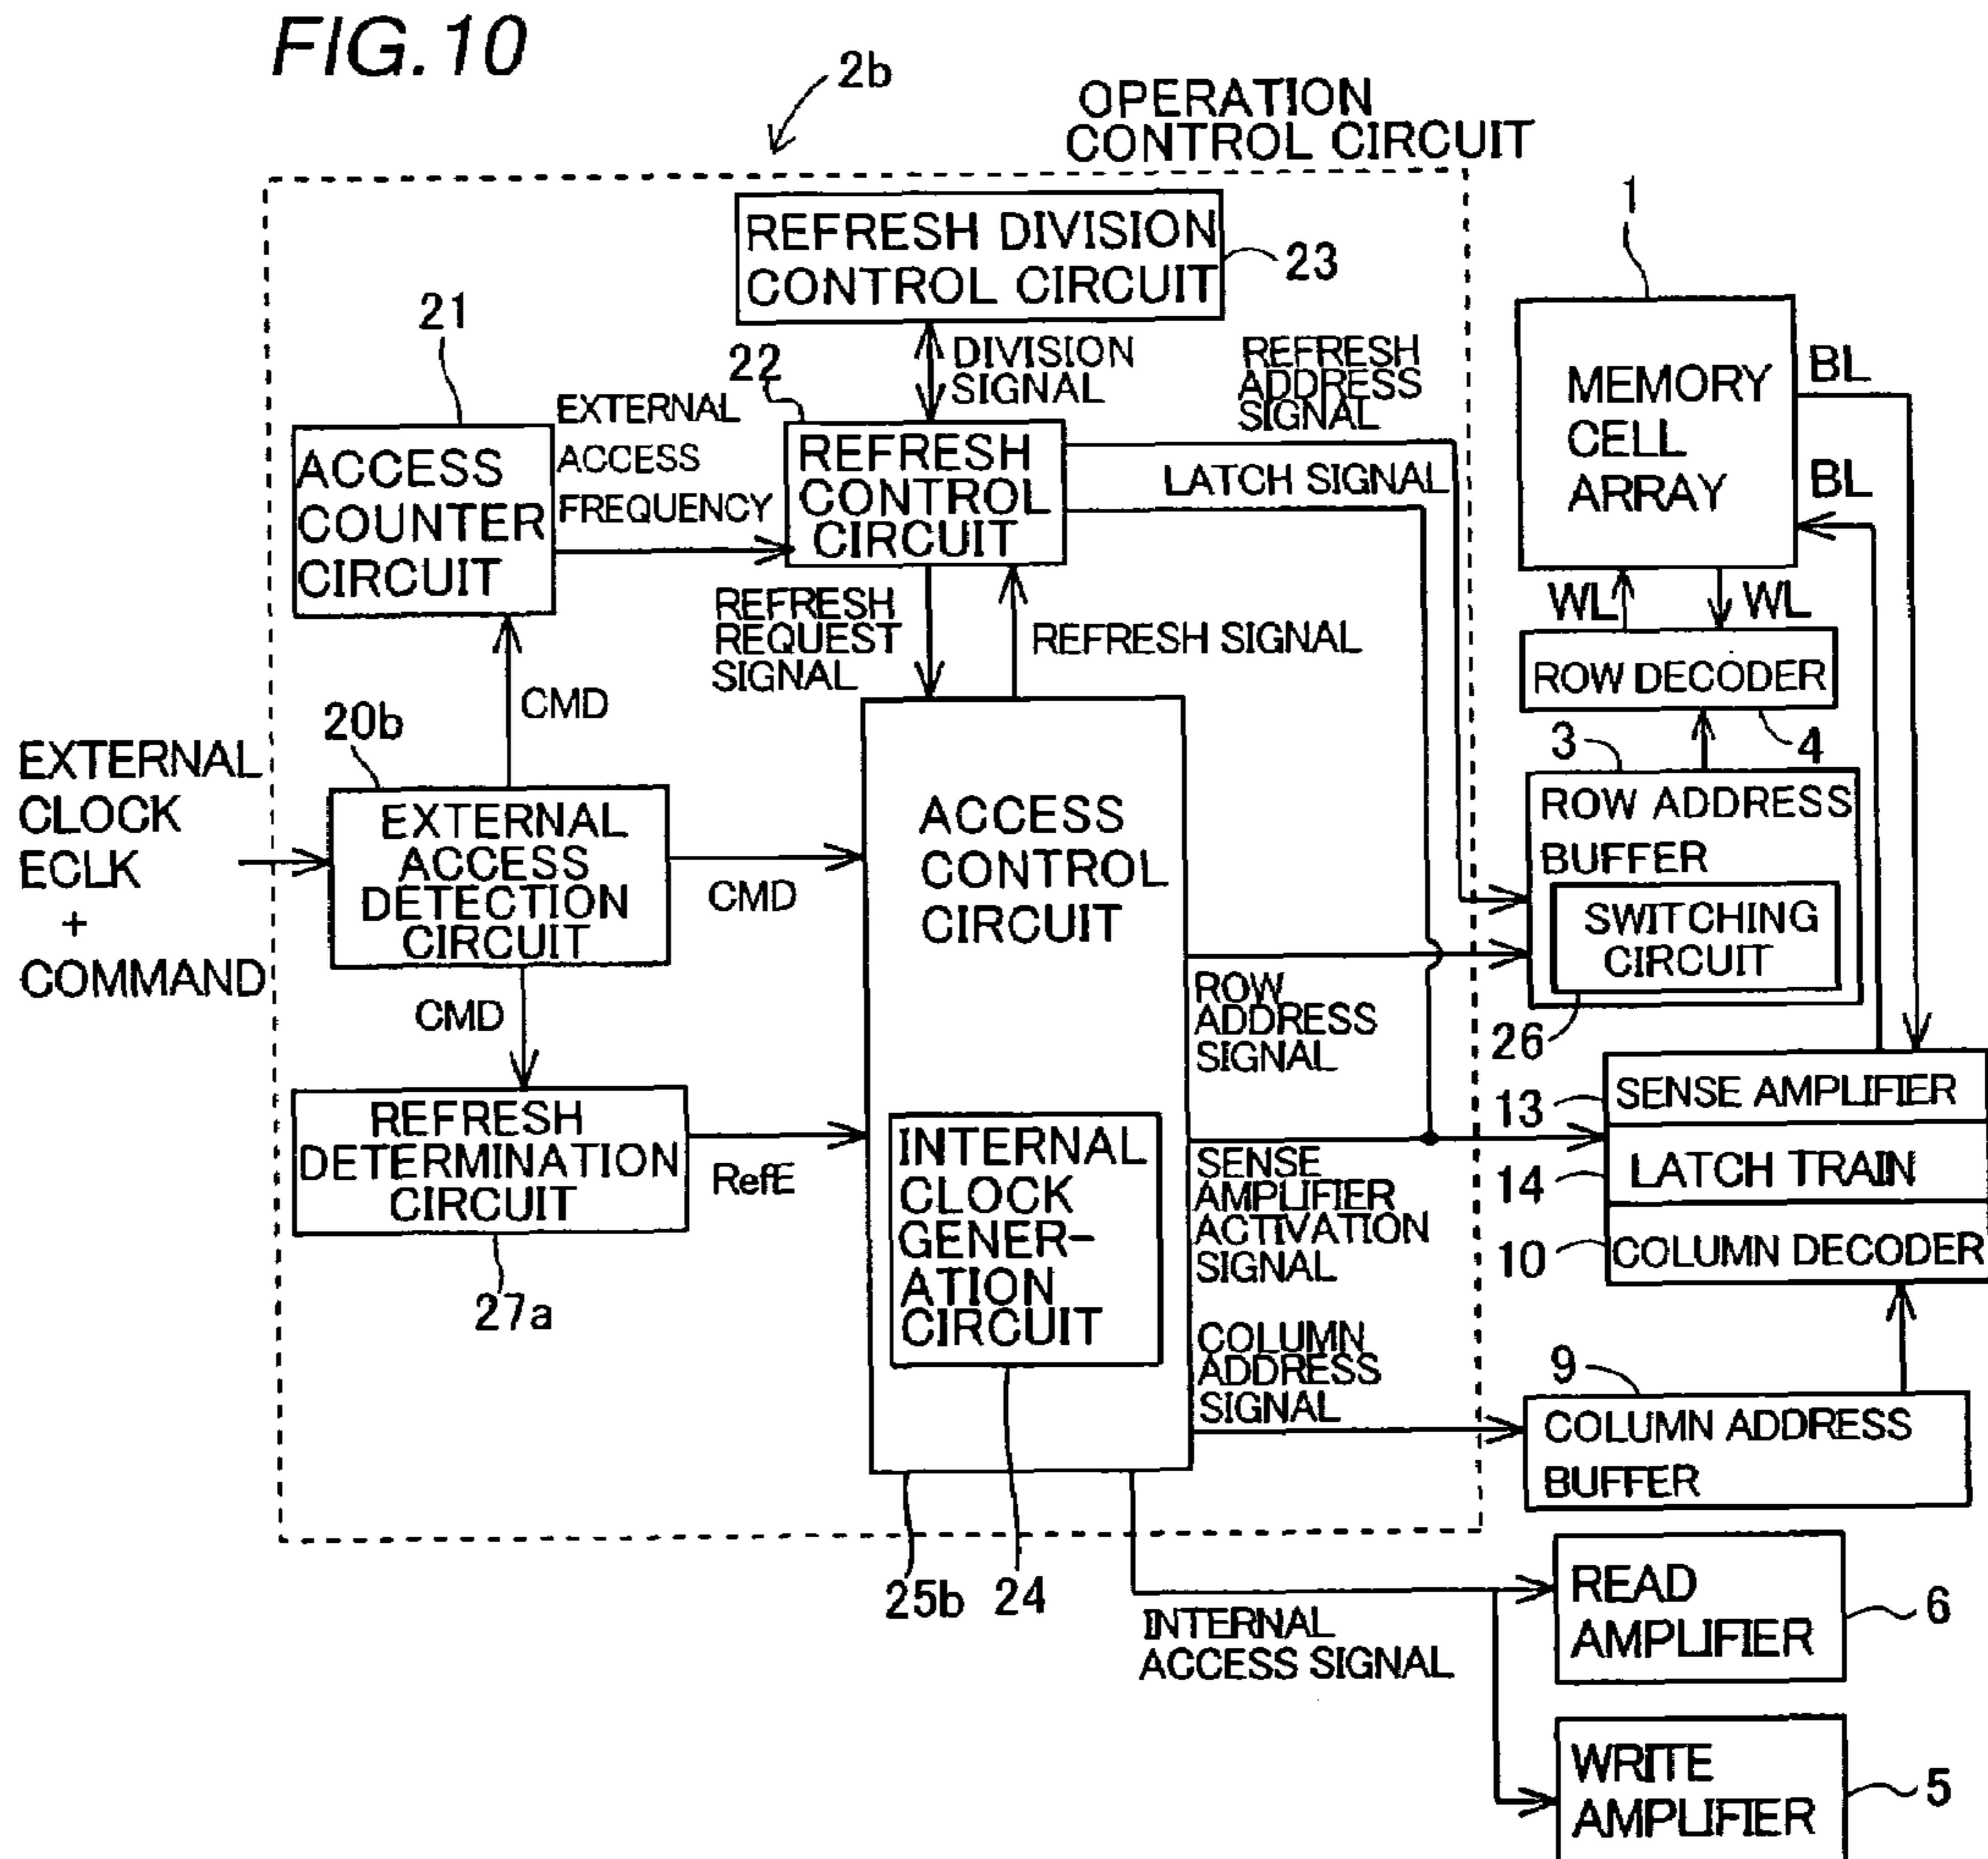 FIG. 10
2b
OPERATION
CONTROL CIRCUIT
REFRESH DIVISION
CONTROL CIRCUIT
23
1
21
22
DIVISION
SIGNAL
REFRESH
ADDRESS
SIGNAL
MEMORY
CELL
ARRAY
BL
BL
EXTERNAL
ACCESS
FREQUENCY
ACCESS
COUNTER
CIRCUIT
REFRESH
CONTROL
CIRCUIT
LATCH SIGNAL
REFRESH
REQUEST
SIGNAL
REFRESH SIGNAL
WL
WL
ROW DECODER
4
3
CMD
20b
EXTERNAL
CLOCK
ECLK
+
COMMAND
EXTERNAL
ACCESS
DETECTION
CIRCUIT
CMD
ACCESS
CONTROL
CIRCUIT
ROW ADDRESS
BUFFER
SWITCHING
CIRCUIT
26
CMD
ROW
ADDRESS
SIGNAL
REFRESH
DETERMINATION
CIRCUIT
27a
RefE
INTERNAL
CLOCK
GENER-
ATION
CIRCUIT
SENSE
AMPLIFIER
ACTIVATION
SIGNAL
13
SENSE AMPLIFIER
14
LATCH TRAIN
10
COLUMN DECODER
COLUMN
ADDRESS
SIGNAL
9
COLUMN ADDRESS
BUFFER
25b
24
INTERNAL
ACCESS SIGNAL
READ
AMPLIFIER
6
WRITE
AMPLIFIER
5